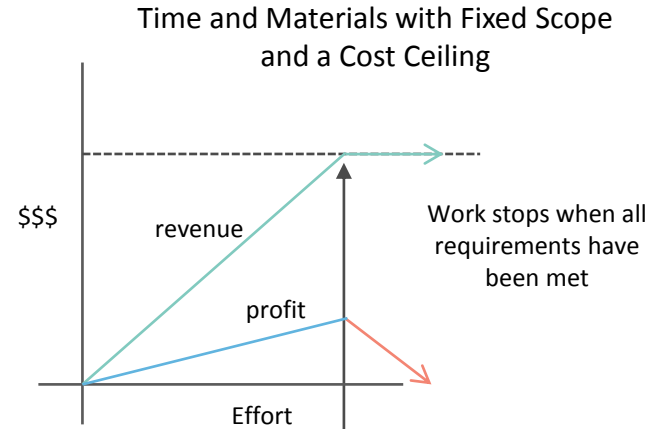 Time and Materials with Fixed Scope
and a Cost Ceiling
$$$
revenue
Work stops when all
requirements have
been met
profit
Effort